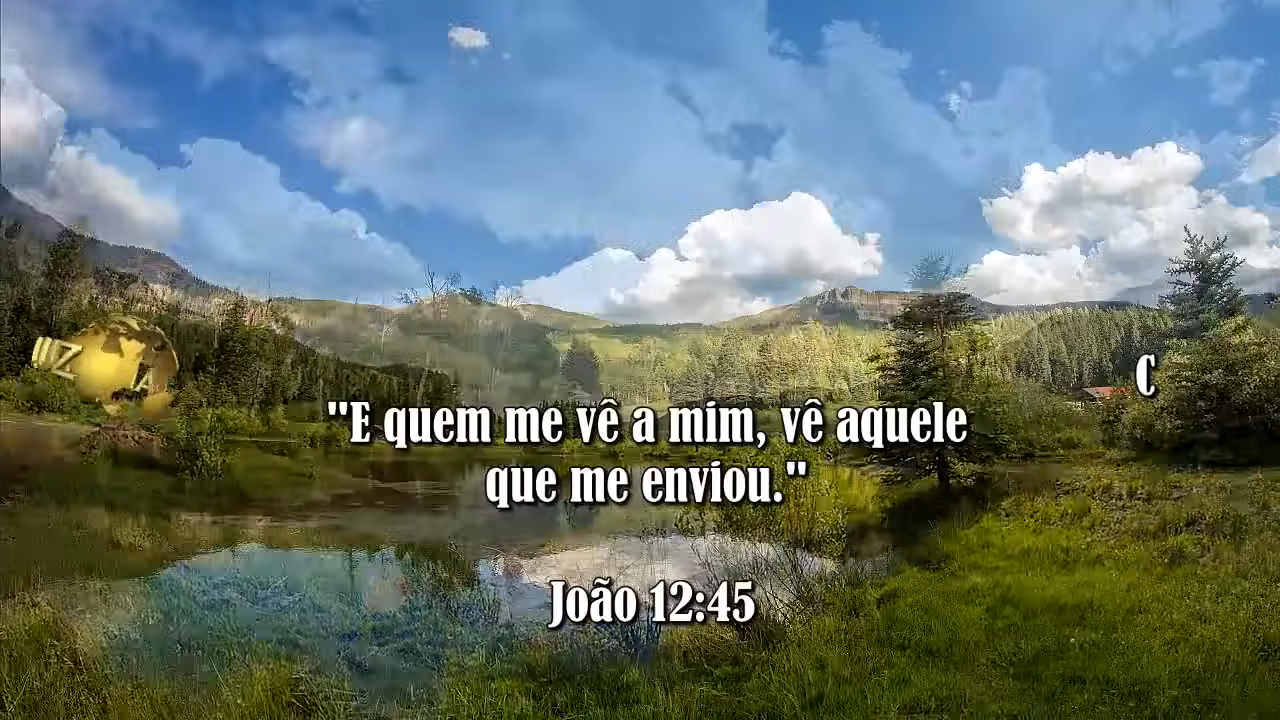 C
"E quem me vê a mim, vê aquele
que me enviou."
João 12:45